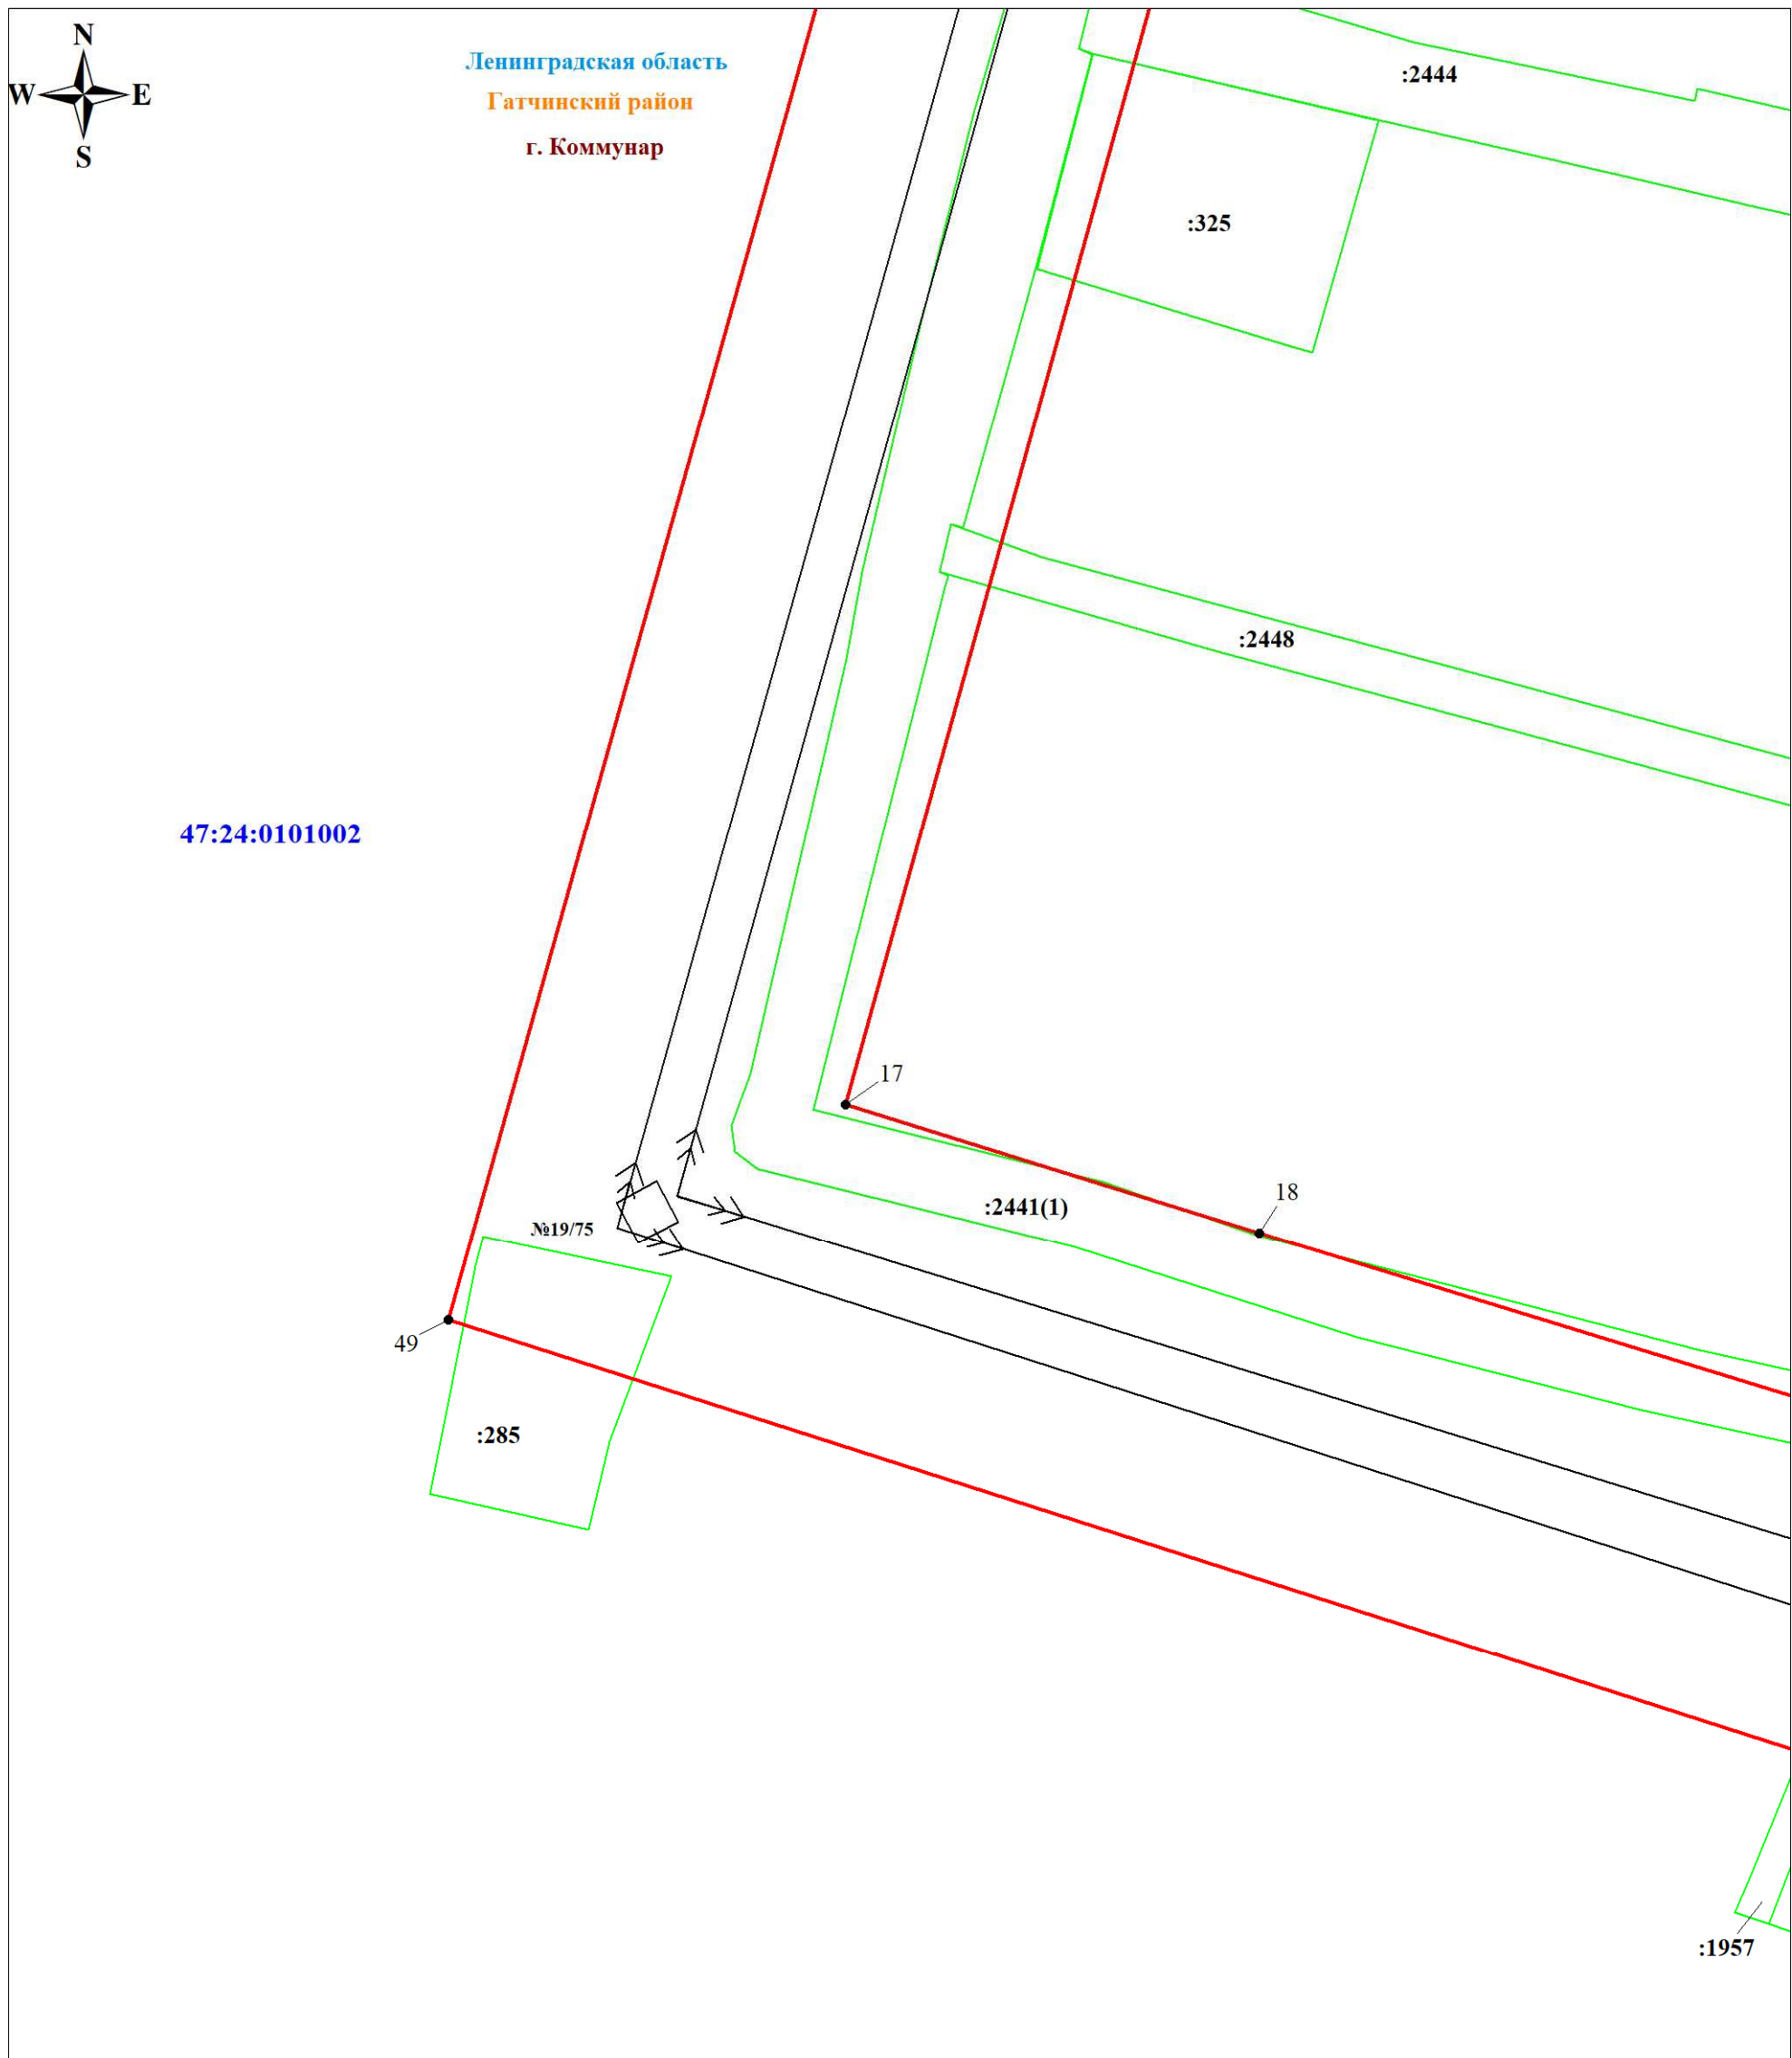 N
W E
S
Ленинградская область
Гатчинский район
г. Коммунар
:2444
:325
:2448
47:24:0101002
17
18
:2441(1)
№19/75
49
:285
:1957